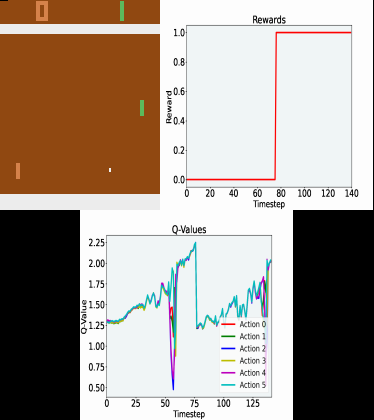 Rewards
1.0
0.8
0.6
0.4
0.2
0.0
Reward
0 20 40 60 80 100 120 140
Timestep
Q-Values
2.25
2.00
1.75
1.50
1.25
1.00
0.75
0.50
Q-Value
Action 0
Action 1
Action 2
Action 3
Action 4
Action 5
0 25 50 75 100 125
Timestep